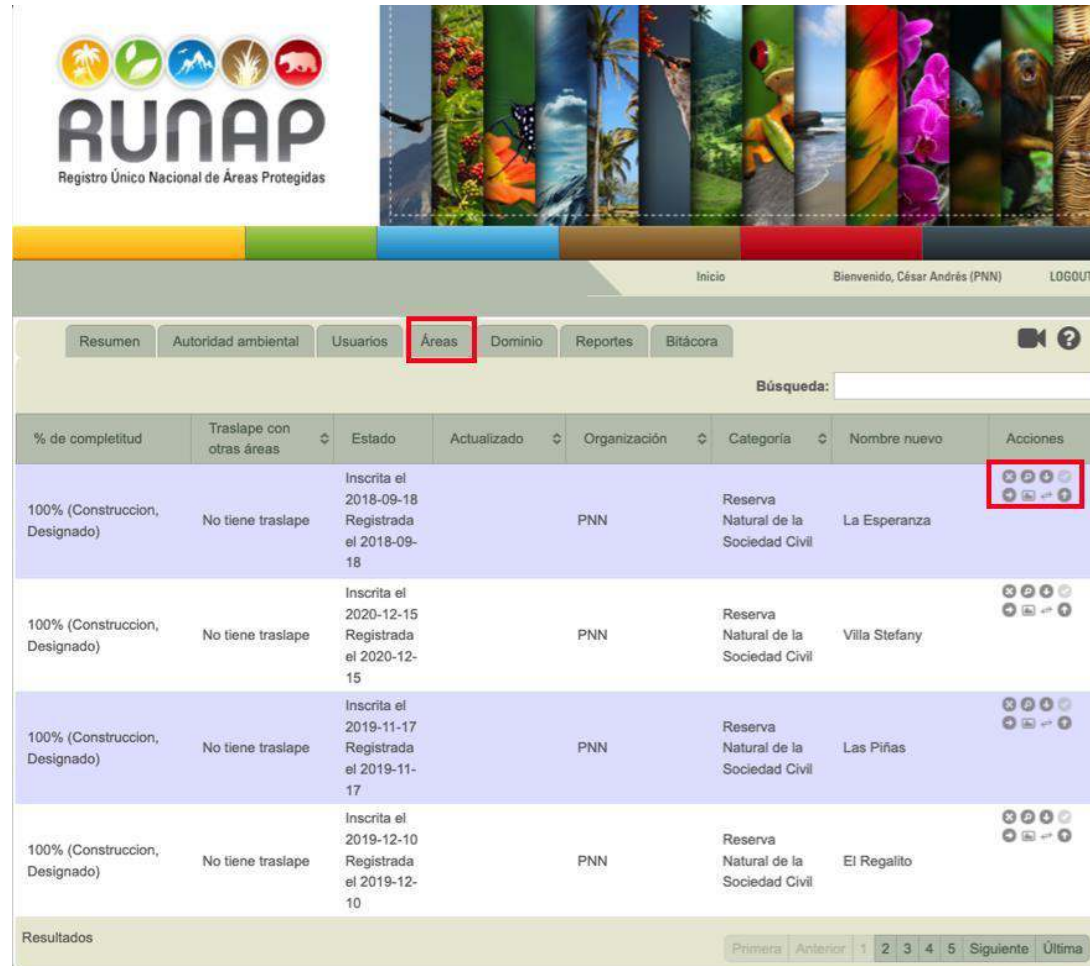 RUNAP
Registro Único Nacional de Áreas Protegidas
Inicio Bienvenido, César Andrés (PNN) LOGOUT
Resumen Autoridad ambiental Usuarios Áreas Dominio Reportes Bitácora
Búsqueda:
% de completitud Traslape con otras áreas Estado Actualizado Organización Categoría Nombre nuevo Acciones
100% (Construccion,
Designado)
No tiene traslape
Inscrita el
2018-09-18
Registrada
el 2018-09-
18
PNN
Reserva
Natural de la
Sociedad Civil
La Esperanza
100% (Construccion,
Designado)
No tiene traslape
Inscrita el
2020-12-15
Registrada
el 2020-12-
15
PNN
Reserva
Natural de la
Sociedad Civil
Villa Stefany
100% (Construccion,
Designado)
No tiene traslape
Inscrita el
2019-11-17
Registrada
el 2019-11-
17
PNN
Reserva
Natural de la
Sociedad Civil
Las Piñas
100% (Construccion,
Designado)
No tiene traslape
Inscrita el
2019-12-10
Registrada
el 2019-12-
10
PNN
Reserva
Natural de la
Sociedad Civil
El Regalito
Resultados
Primera Anterior 1 2 3 4 5 Siguiente Última